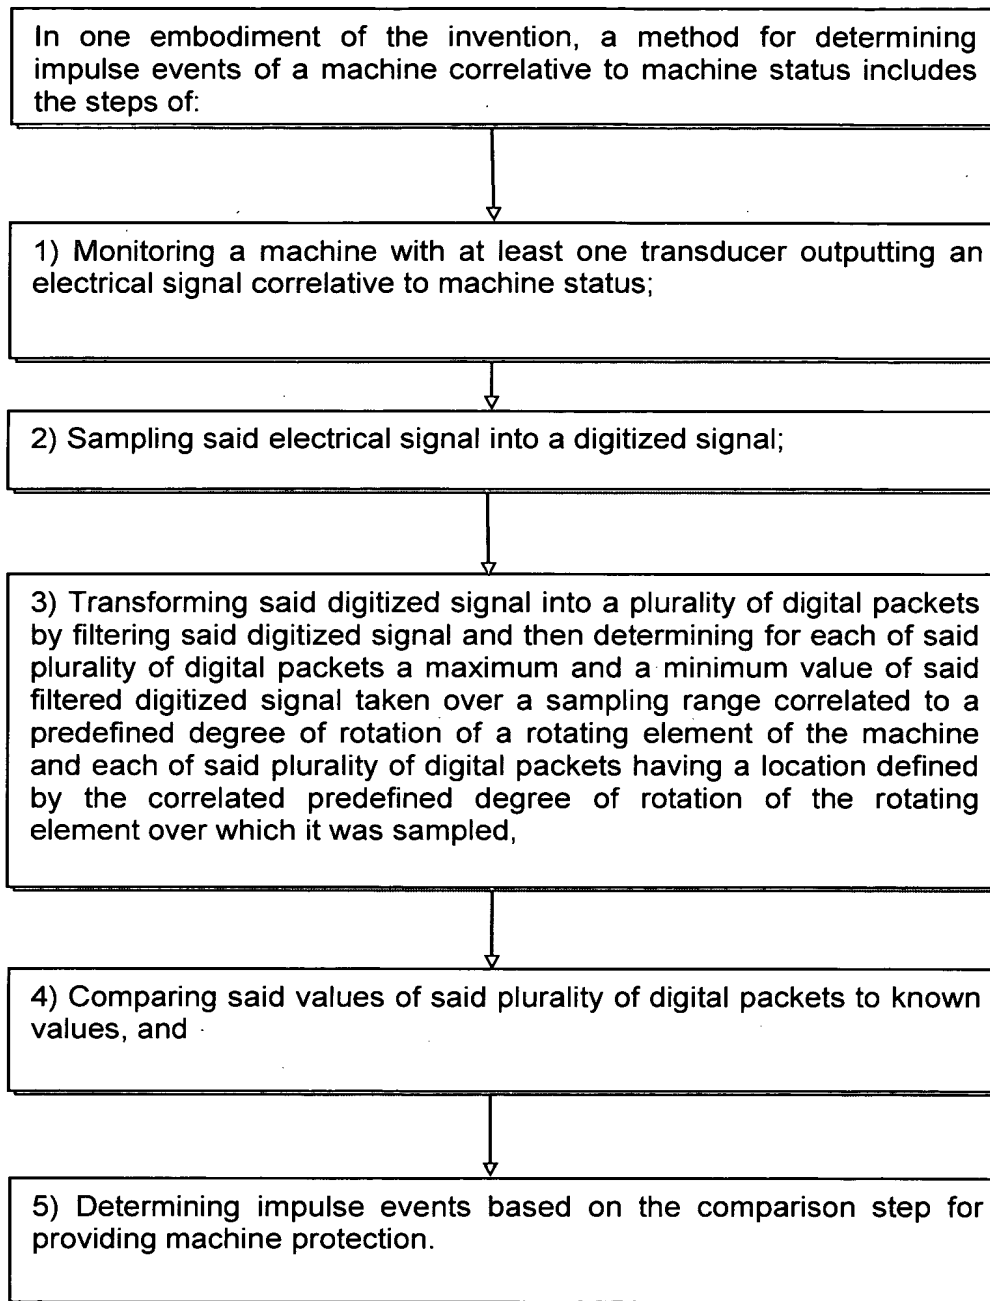 In one embodiment of the invention, a method for determining
impulse events of a machine correlative to machine status includes
the steps of:
1) Monitoring a machine with at least one transducer outputting an
electrical signal correlative to machine status;
2) Sampling said electrical signal into a digitized signal;
3) Transforming said digitized signal into a plurality of digital packets
by filtering said digitized signal and then determining for each of said
plurality of digital packets a maximum and a minimum value of said
filtered digitized signal taken over a sampling range correlated to a
predefined degree of rotation of a rotating element of the machine
and each of said plurality of digital packets having a location defined
by the correlated predefined degree of rotation of the rotating
element over which it was sampled,
4) Comparing said values of said plurality of digital packets to known
values, and
5) Determining impulse events based on the comparison step for
providing machine protection.